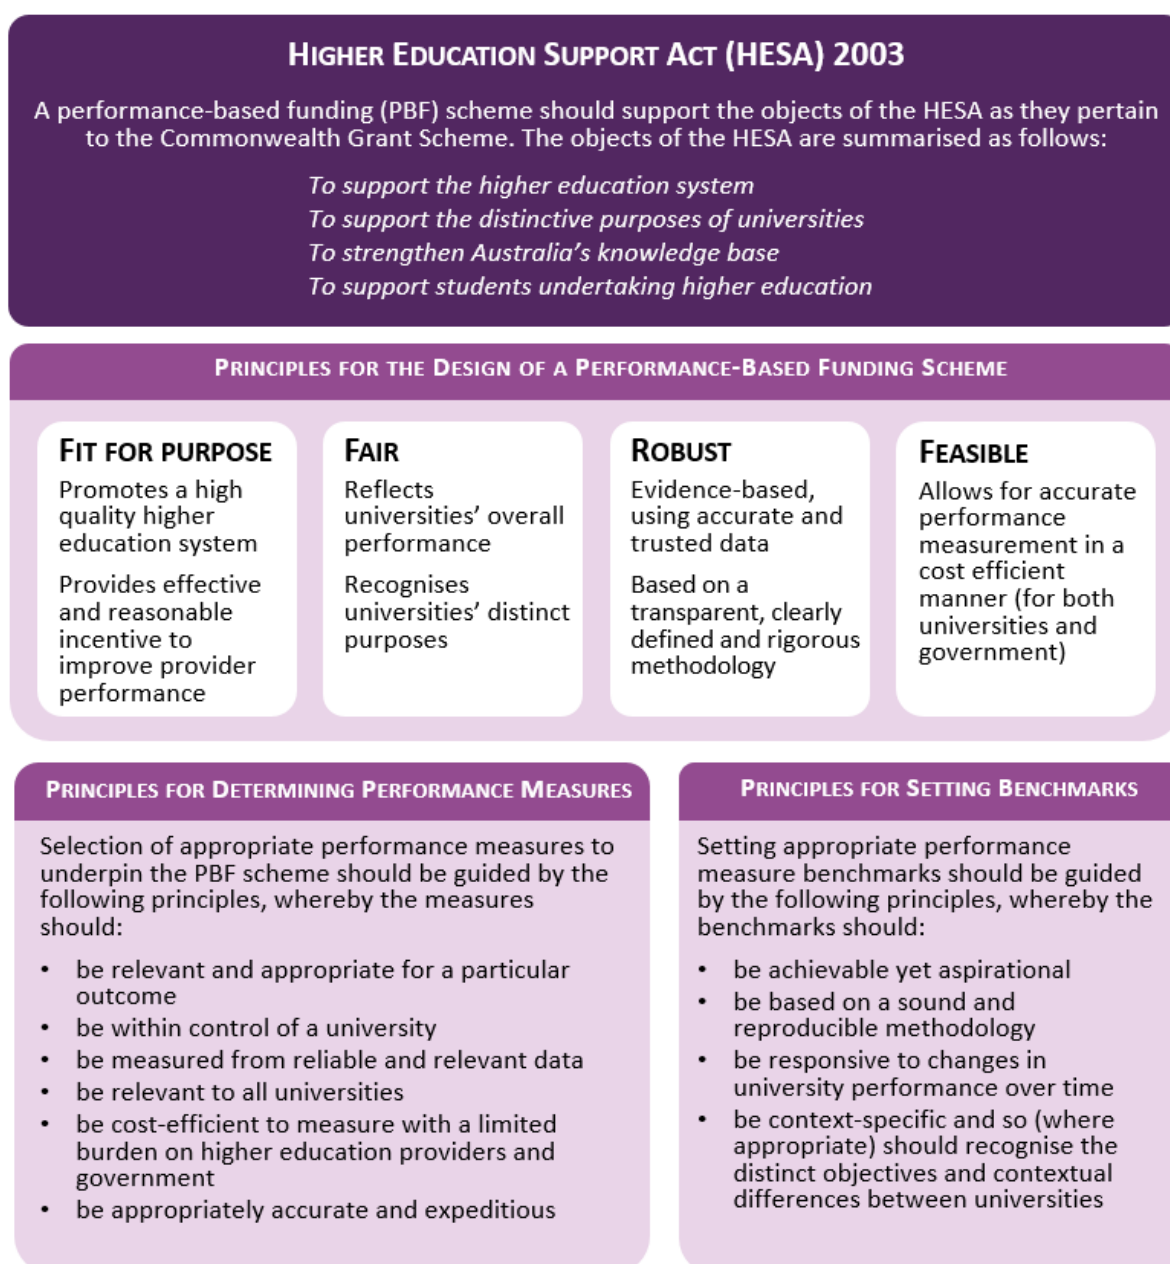 HIGHER EDUCATION SUPPORT ACT (HESA) 2003
A performance-based funding (PBF) scheme should support the objects of the HESA as they pertain
to the Commonwealth Grant Scheme. The objects of the HESA are summarised as follows:
To support the higher education system
To support the distinctive purposes of universities
To strengthen Australia’s knowledge base
To support students undertaking higher education
PRINCIPLES FOR THE DESIGN OF A PERFORMANCE-BASED FUNDING SCHEME
FIT FOR PURPOSE
Promotes a high
quality higher
education system
Provides effective
and reasonable
incentive to
improve provider
performance
FAIR
Reflects
universities’ overall
performance
Recognises
universities’ distinct
purposes
ROBUST
Evidence-based,
using accurate and
trusted data
Based on a
transparent, clearly
defined and rigorous
methodology
FEASIBLE
Allows for accurate
performance
measurement in a
cost efficient
manner (for both
universities and
government)
PRINCIPLES FOR DETERMINING PERFORMANCE MEASURES
Selection of appropriate performance measures to
underpin the PBF scheme should be guided by the
following principles, whereby the measures
should:
• be relevant and appropriate for a particular
outcome
• be within control of a university
• be measured from reliable and relevant data
• be relevant to all universities
• be cost-efficient to measure with a limited
burden on higher education providers and
government
• be appropriately accurate and expeditious
PRINCIPLES FOR SETTING BENCHMARKS
Setting appropriate performance
measure benchmarks should be guided
by the following principles, whereby the
benchmarks should:
• be achievable yet aspirational
• be based on a sound and
reproducible methodology
• be responsive to changes in
university performance over time
• be context-specific and so (where
appropriate) should recognise the
distinct objectives and contextual
differences between universities